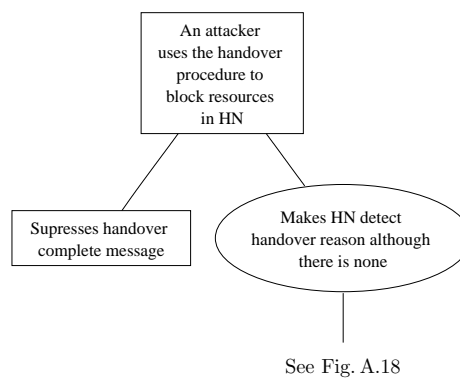 An attacker
uses the handover
procedure to
block resources
in HN
Supresses handover
complete message
Makes HN detect
handover reason although
there is none
See Fig. A.18